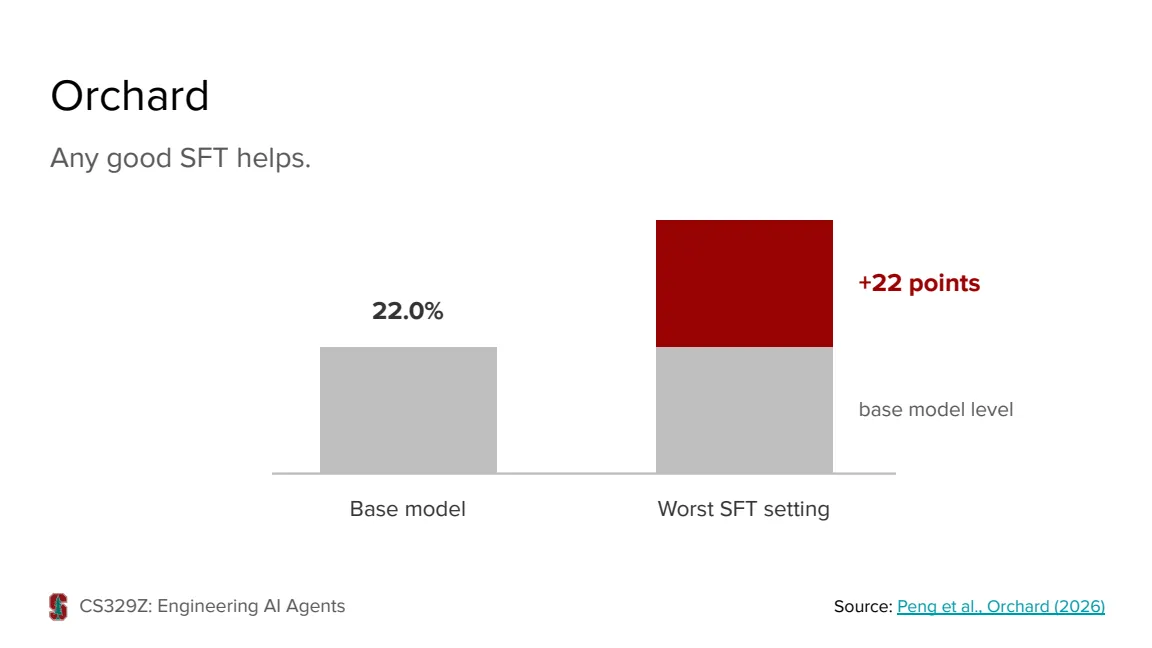 Orchard
Any good SFT helps.
22.0%
+22 points
base model level
Base model
Worst SFT setting
CS329Z: Engineering AI Agents
Source: Peng et al., Orchard (2026)